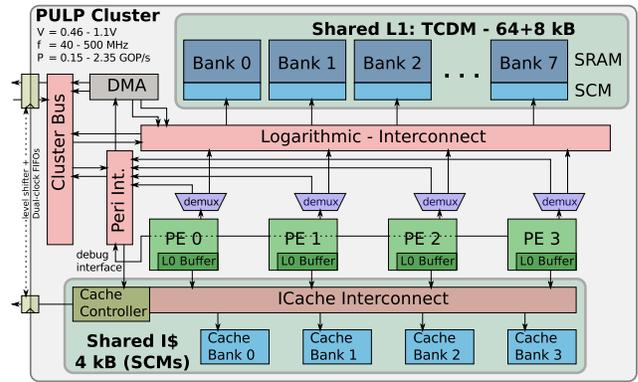 PULP Cluster
V = 0.46 - 1.1V
f = 40 - 500 MHz
P = 0.15 - 2.35 GOP/s
Shared L1: TCDM - 64+8 kB
Bank 0
Bank 1
Bank 2
. . .
Bank 7
SRAM
SCM
DMA
Cluster Bus
Logarithmic - Interconnect
Peri Int.
level shifter +
Dual-clock FIFOs
demux
demux
demux
demux
PE 0
PE 1
PE 2
PE 3
L0 Buffer
L0 Buffer
L0 Buffer
L0 Buffer
debug
interface
Cache
Controller
ICache Interconnect
Shared I$
4 kB (SCMs)
Cache
Bank 0
Cache
Bank 1
Cache
Bank 2
Cache
Bank 3